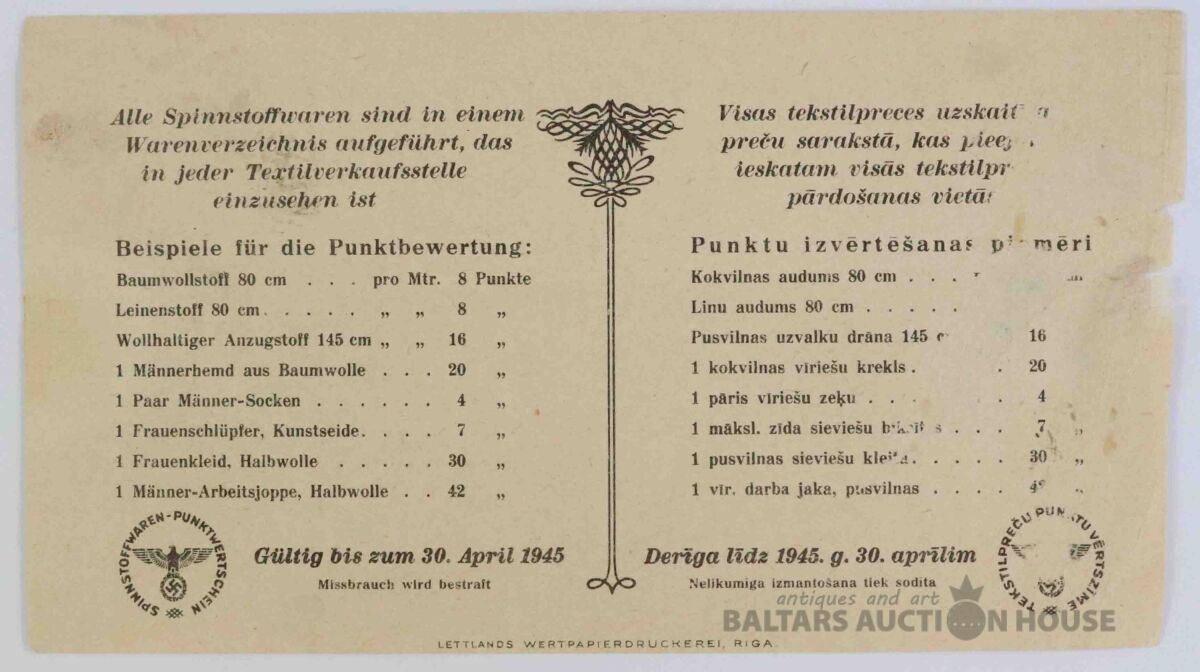 Alle Spinnstoffwaren sind in einem
Warenverzeichnis aufgeführt, das
in jeder Textilverkaufsstelle
einzusehen ist
Beispiele für die Punktbewertung:
Baumwollstoff 80 cm . . . pro Mtr. 8 Punkte
Leinenstoff 80 cm . . . . . „ „ 8 „
Wollhaltiger Anzugstoff 145 cm „ „ 16 „
1 Männerhemd aus Baumwolle . . . 20 „
1 Paar Männer-Socken . . . . . . 4 „
1 Frauenschlüpfer, Kunstseide . . . . 7 „
1 Frauenkleid, Halbwolle . . . . . 30 „
1 Männer-Arbeitsjoppe, Halbwolle . . 42 „
SPINNSTOFFWAREN-PUNKTWERTSCHEIN
Gültig bis zum 30. April 1945
Missbrauch wird bestraft
Visas tekstilpreces
preču sarakstā, kas
ieskatam visās
pārdošanas
Punktu izvērtēšanas
Kokvilnas audums 80 cm . . .
Linu audums 80 cm . . . . .
Pusvilnas uzvalku drāna 145 16
1 kokvilnas vīriešu krekls . . 20
1 pāris vīriešu zeķu . . . 4
1 māksl. zīda sieviešu . . . 7 „
1 pusvilnas sieviešu . . . . 30 „
1 vīr. darba jaka, pusvilnas . . . . „
Derīga līdz 1945. g. 30. aprīlim
Nelikumīga izmantošana tiek sodīta
TEKSTILPREČU VĒRTSZĪME
LETTLANDS WERTPAPIERDRUCKEREI, RIGA.
antiques and art
BALTARS AUCTION HOUSE